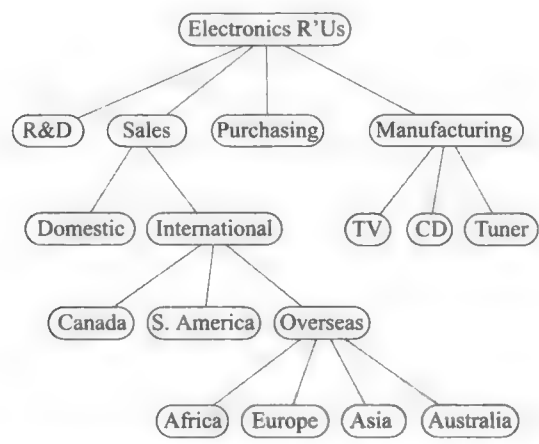 Electronics R'Us
R&D Sales Purchasing Manufacturing
Domestic International TV CD Tuner
Canada S. America Overseas
Africa Europe Asia Australia